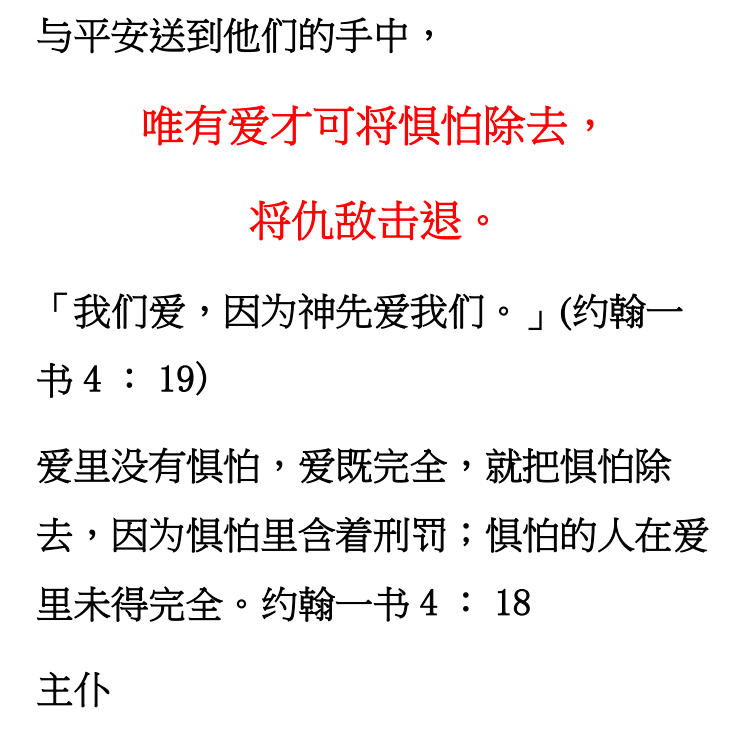 与平安送到他们的手中，
唯有爱才可将惧怕除去，
将仇敌击退。
「我们爱，因为神先爱我们。」(约翰一
书 4 ： 19)
爱里没有惧怕，爱既完全，就把惧怕除
去，因为惧怕里含着刑罚；惧怕的人在爱
里未得完全。约翰一书 4 ： 18
主仆